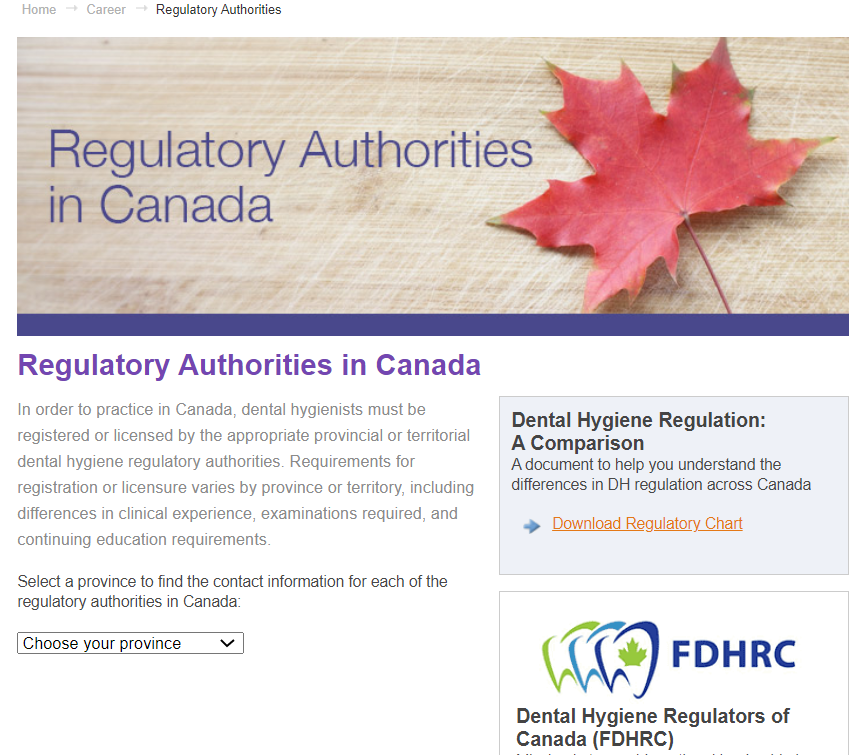 Home → Career → Regulatory Authorities
Regulatory Authorities
in Canada
Regulatory Authorities in Canada
In order to practice in Canada, dental hygienists must be
registered or licensed by the appropriate provincial or territorial
dental hygiene regulatory authorities. Requirements for
registration or licensure varies by province or territory, including
differences in clinical experience, examinations required, and
continuing education requirements.
Select a province to find the contact information for each of the
regulatory authorities in Canada:
Choose your province
Dental Hygiene Regulation:
A Comparison
A document to help you understand the
differences in DH regulation across Canada
Download Regulatory Chart
FDHRC
Dental Hygiene Regulators of
Canada (FDHRC)